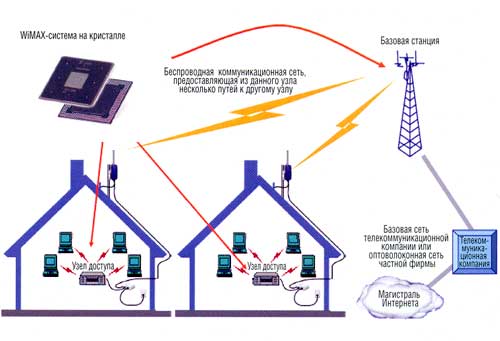 WiMAX-система на кристалле
Базовая станция
Беспроводная коммуникационная сеть,
предоставляющая из данного узла
несколько путей к другому узлу
Узел доступа
Узел доступа
Базовая сеть
телекоммуникационной
компании или
оптоволоконная сеть
частной фирмы
Телеком-
муника-
ционная
компания
Магистраль
Интернета